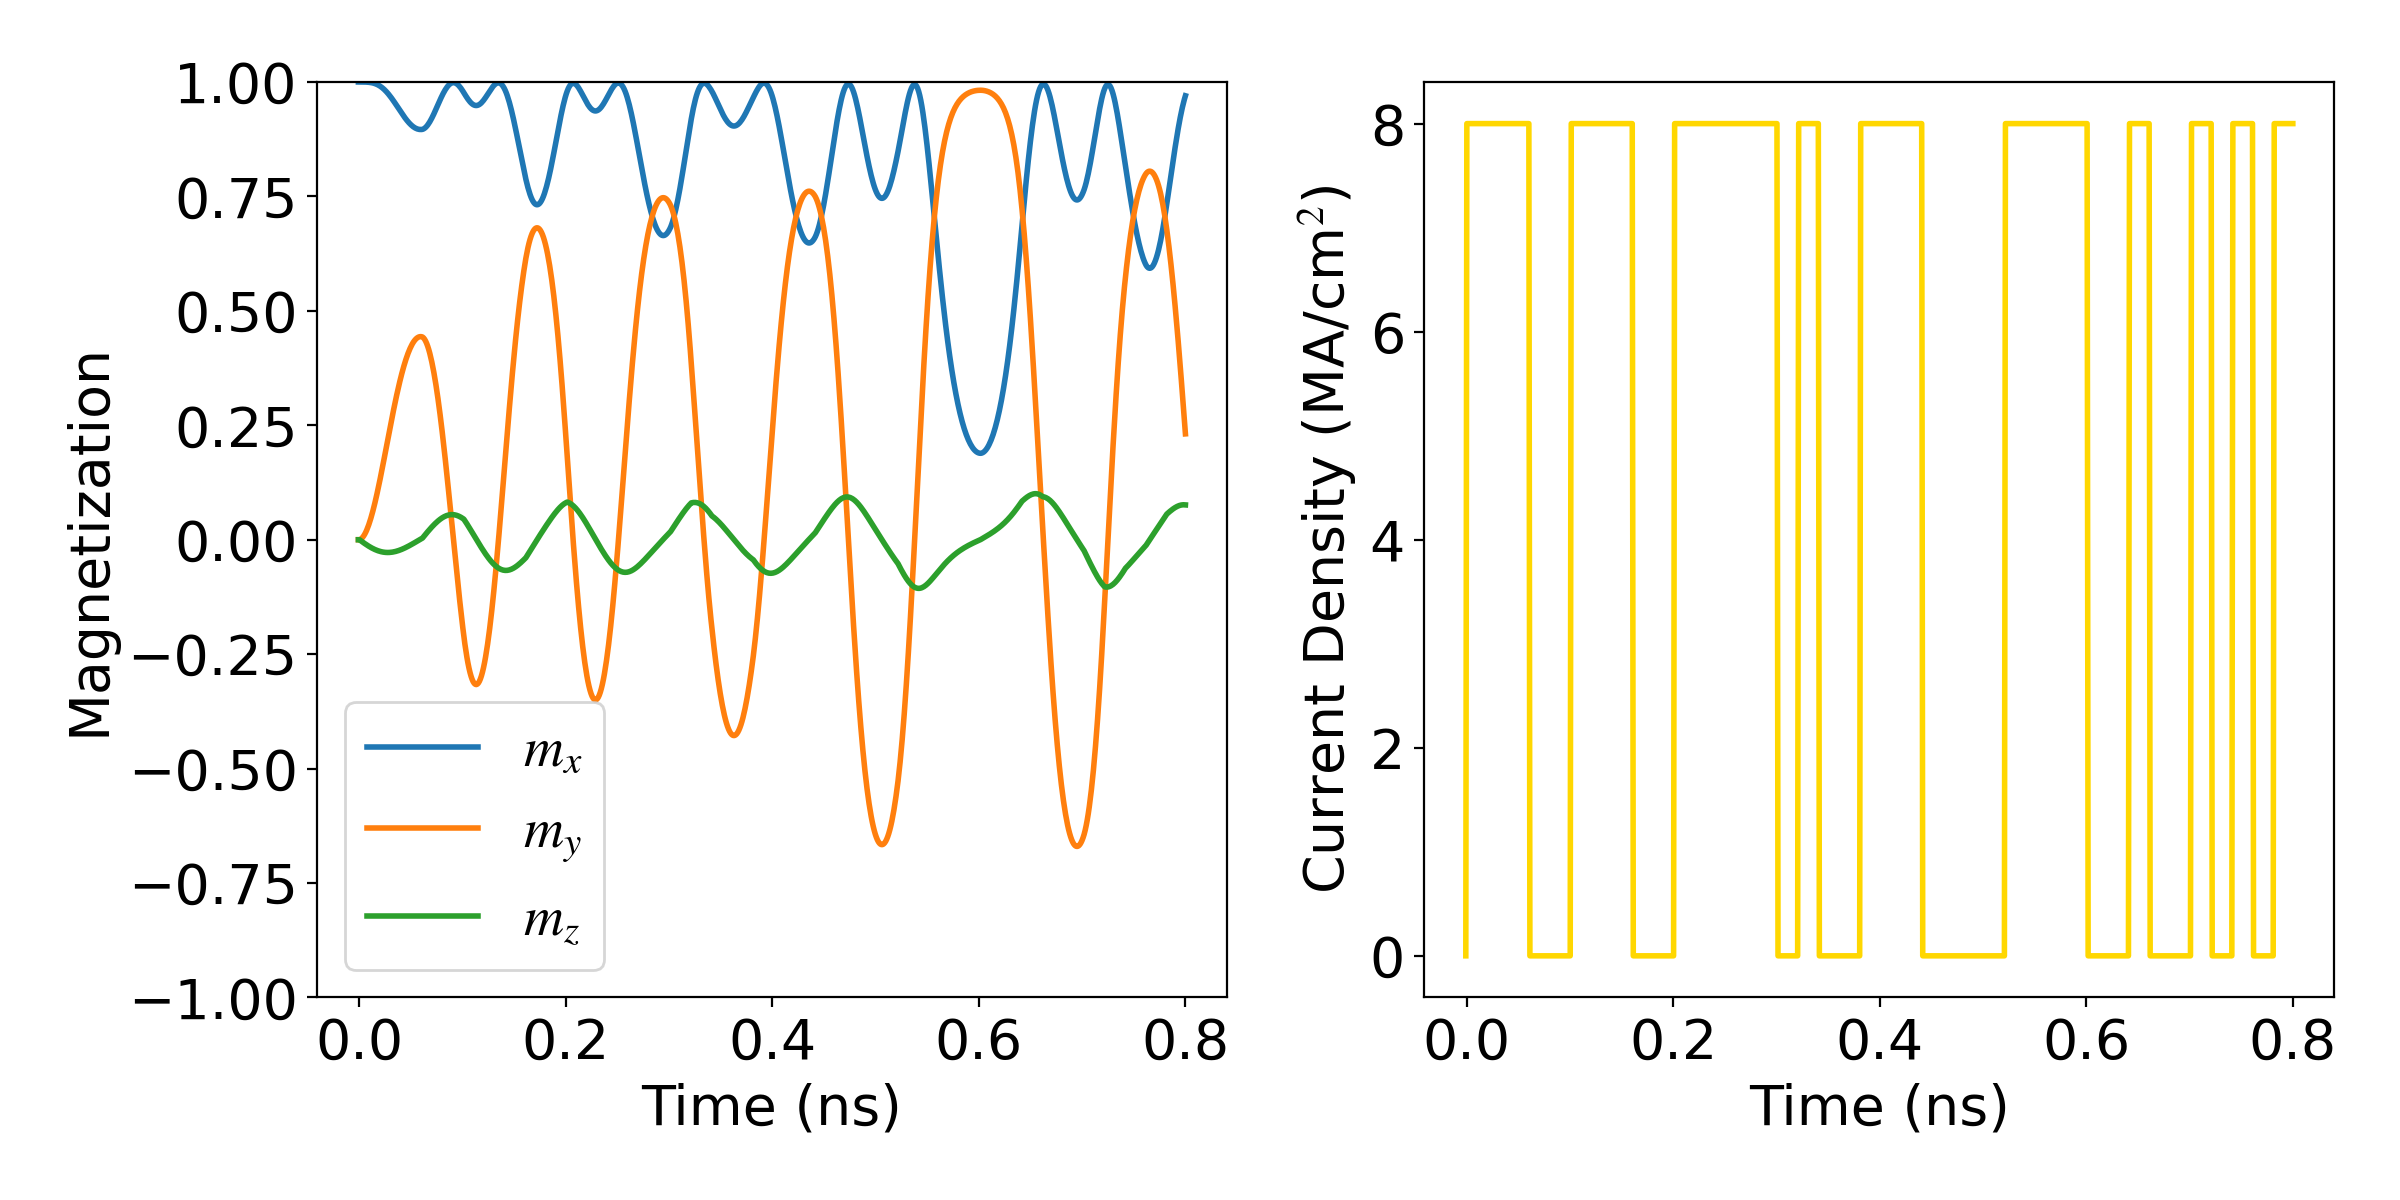 Magnetization
1.00
0.75
0.50
0.25
0.00
−0.25
−0.50
−0.75
−1.00
m_x
m_y
m_z
0.0 0.2 0.4 0.6 0.8
Time (ns)
Current Density (MA/cm²)
8
6
4
2
0
0.0 0.2 0.4 0.6 0.8
Time (ns)